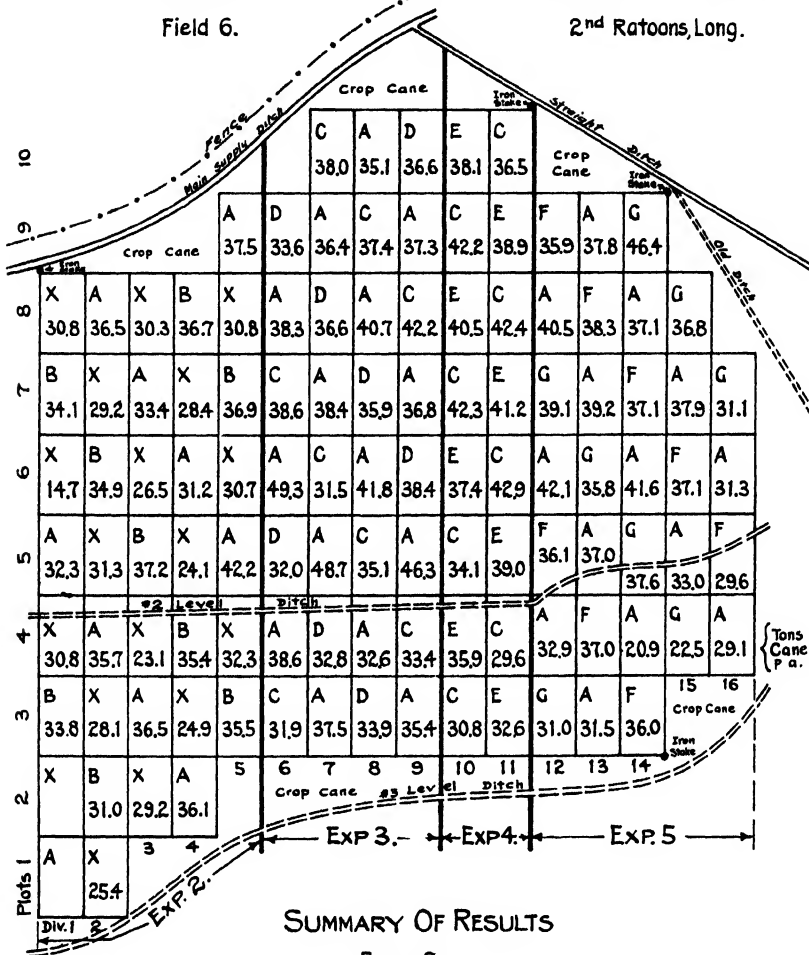 Field 6.
2nd Ratoons, Long.
Fence
Main Supply Ditch
Crop Cane
Iron Stake
Straight Ditch
10
C A D E C
38.0 35.1 36.6 38.1 36.5
Crop Cane
Iron Stake
Old Ditch
9
Crop Cane
A D A C A C E F A G
37.5 33.6 36.4 37.4 37.3 42.2 38.9 35.9 37.8 46.4
Iron Stake
8
X A X B X A D A C E C A F A G
30.8 36.5 30.3 36.7 30.8 38.3 36.6 40.7 42.2 40.5 42.4 40.5 38.3 37.1 36.8
7
B X A X B C A D A C E G A F A G
34.1 29.2 33.4 28.4 36.9 38.6 38.4 35.9 36.8 42.3 41.2 39.1 39.2 37.1 37.9 31.1
6
X B X A X A C A D E C A G A F A
14.7 34.9 26.5 31.2 30.7 49.3 31.5 41.8 38.4 37.4 42.9 42.1 35.8 41.6 37.1 31.3
5
A X B X A D A C A C E F A G A F
32.3 31.3 37.2 24.1 42.2 32.0 48.7 35.1 46.3 34.1 39.0 36.1 37.0 37.6 33.0 29.6
#2 Level Ditch
4
X A X B X A D A C E C A F A G A
30.8 35.7 23.1 35.4 32.3 38.6 32.8 32.6 33.4 35.9 29.6 32.9 37.0 20.9 22.5 29.1
Tons Cane P a.
3
B X A X B C A D A C E G A F
33.8 28.1 36.5 24.9 35.5 31.9 37.5 33.9 35.4 30.8 32.6 31.0 31.5 36.0
15 16
Crop Cane
Iron Stake
2
X B X A
31.0 29.2 36.1
5 6 7 8 9 10 11 12 13 14
Crop Cane #3 Level Ditch
Plots 1
A X
25.4
3 4
Div. 1 2
Exp. 2.
Exp 3.
Exp 4.
Exp. 5
SUMMARY OF RESULTS